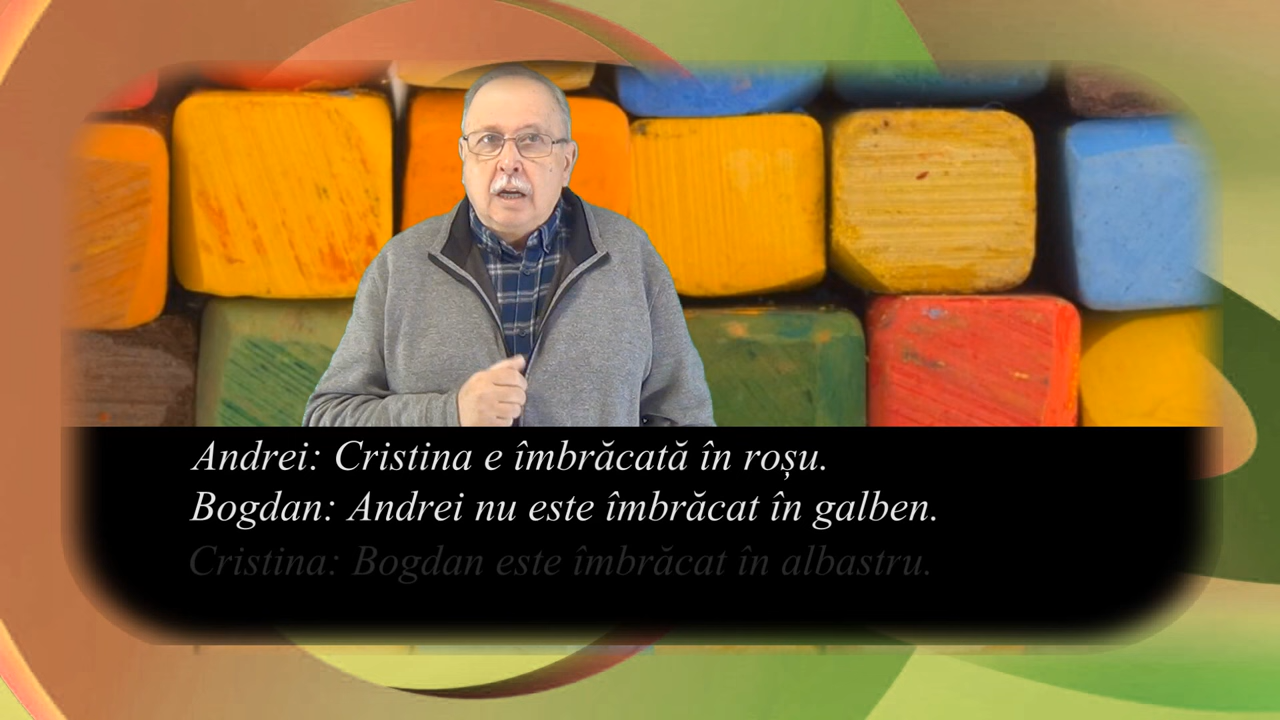 Andrei: Cristina e îmbrăcată în roșu.
Bogdan: Andrei nu este îmbrăcat în galben.
Cristina: Bogdan este îmbrăcat în albastru.